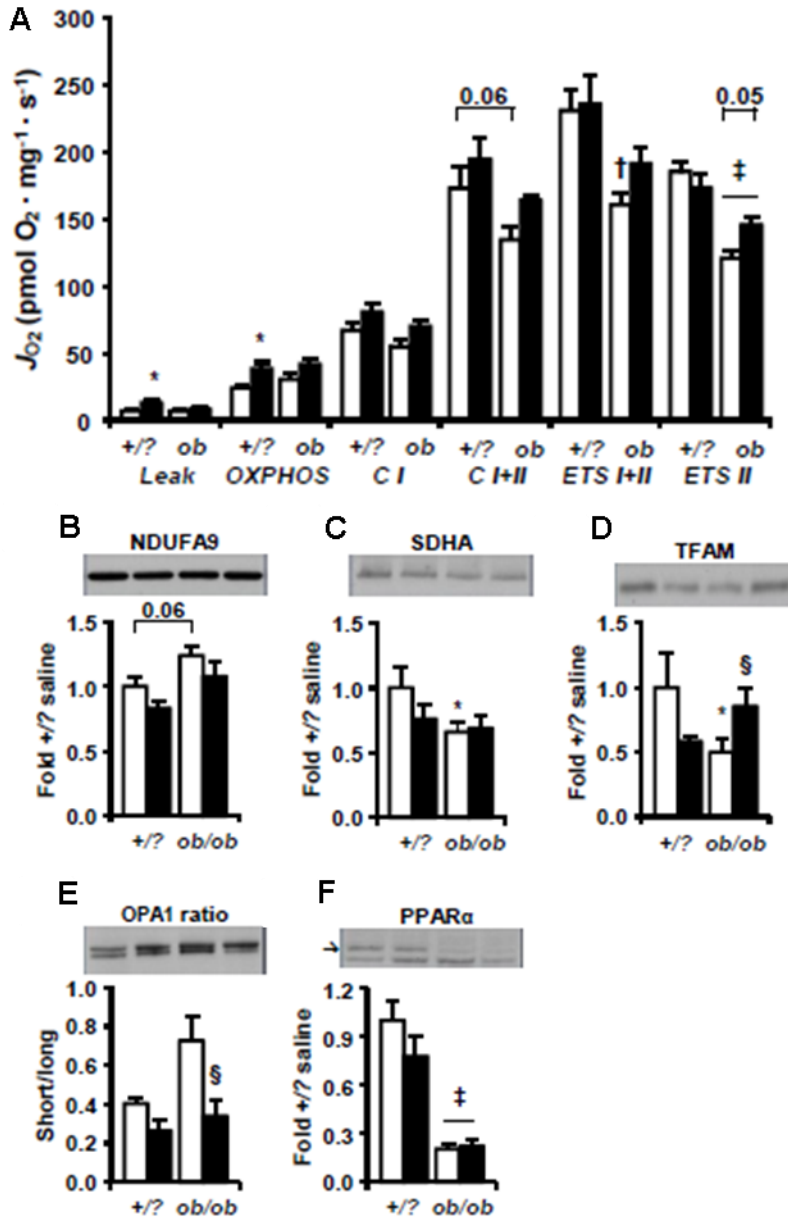 A
300
250
200
150
100
50
0
J O₂ (pmol O₂ · mg⁻¹ · s⁻¹)
*
*
0.06
†
0.05
‡
+/? ob +/? ob +/? ob +/? ob +/? ob +/? ob
Leak OXPHOS C I C I+II ETS I+II ETS II
B
NDUFA9
0.06
1.5
1.0
0.5
0.0
Fold +/? saline
+/? ob/ob
C
SDHA
1.5
1.0
0.5
0.0
Fold +/? saline
*
+/? ob/ob
D
TFAM
1.5
1.0
0.5
0.0
Fold +/? saline
*
§
+/? ob/ob
E
OPA1 ratio
1.0
0.8
0.6
0.4
0.2
0.0
Short/long
§
+/? ob/ob
F
PPARα
1.2
0.9
0.6
0.3
0.0
Fold +/? saline
‡
+/? ob/ob